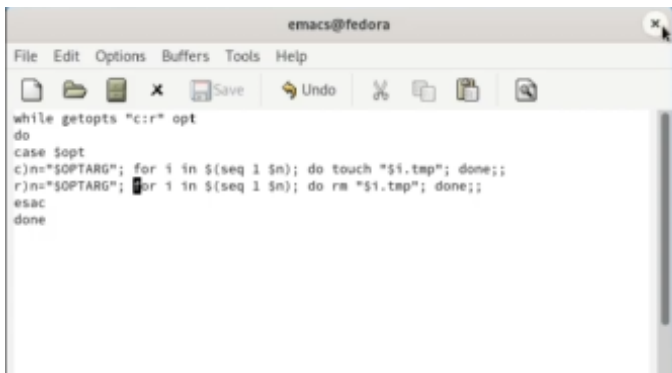 emacs@fedora
File Edit Options Buffers Tools Help
Save Undo
while getopts "c:r" opt
do
case $opt
c)n="$OPTARG"; for i in $(seq 1 $n); do touch "$i.tmp"; done;;
r)n="$OPTARG"; for i in $(seq 1 $n); do rm "$i.tmp"; done;;
esac
done